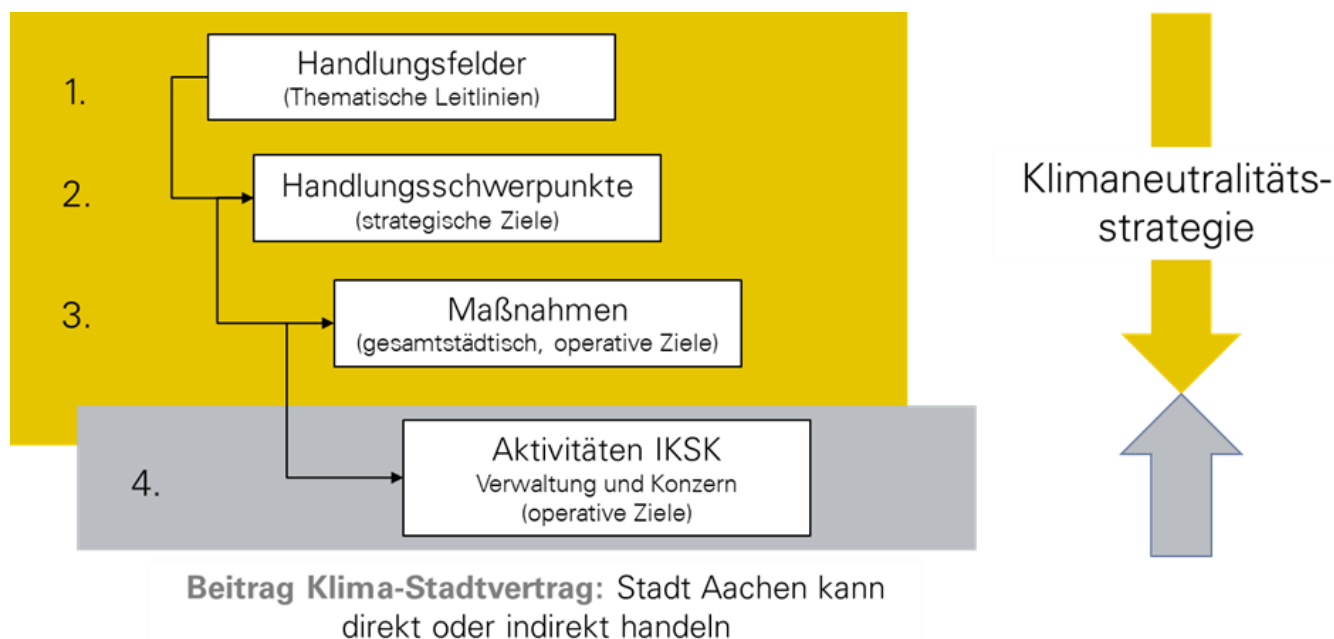 1.
Handlungsfelder
(Thematische Leitlinien)
2.
Handlungsschwerpunkte
(strategische Ziele)
3.
Maßnahmen
(gesamtstädtisch, operative Ziele)
4.
Aktivitäten IKSK
Verwaltung und Konzern
(operative Ziele)
Beitrag Klima-Stadtvertrag: Stadt Aachen kann
direkt oder indirekt handeln
Klimaneutralitäts-
strategie